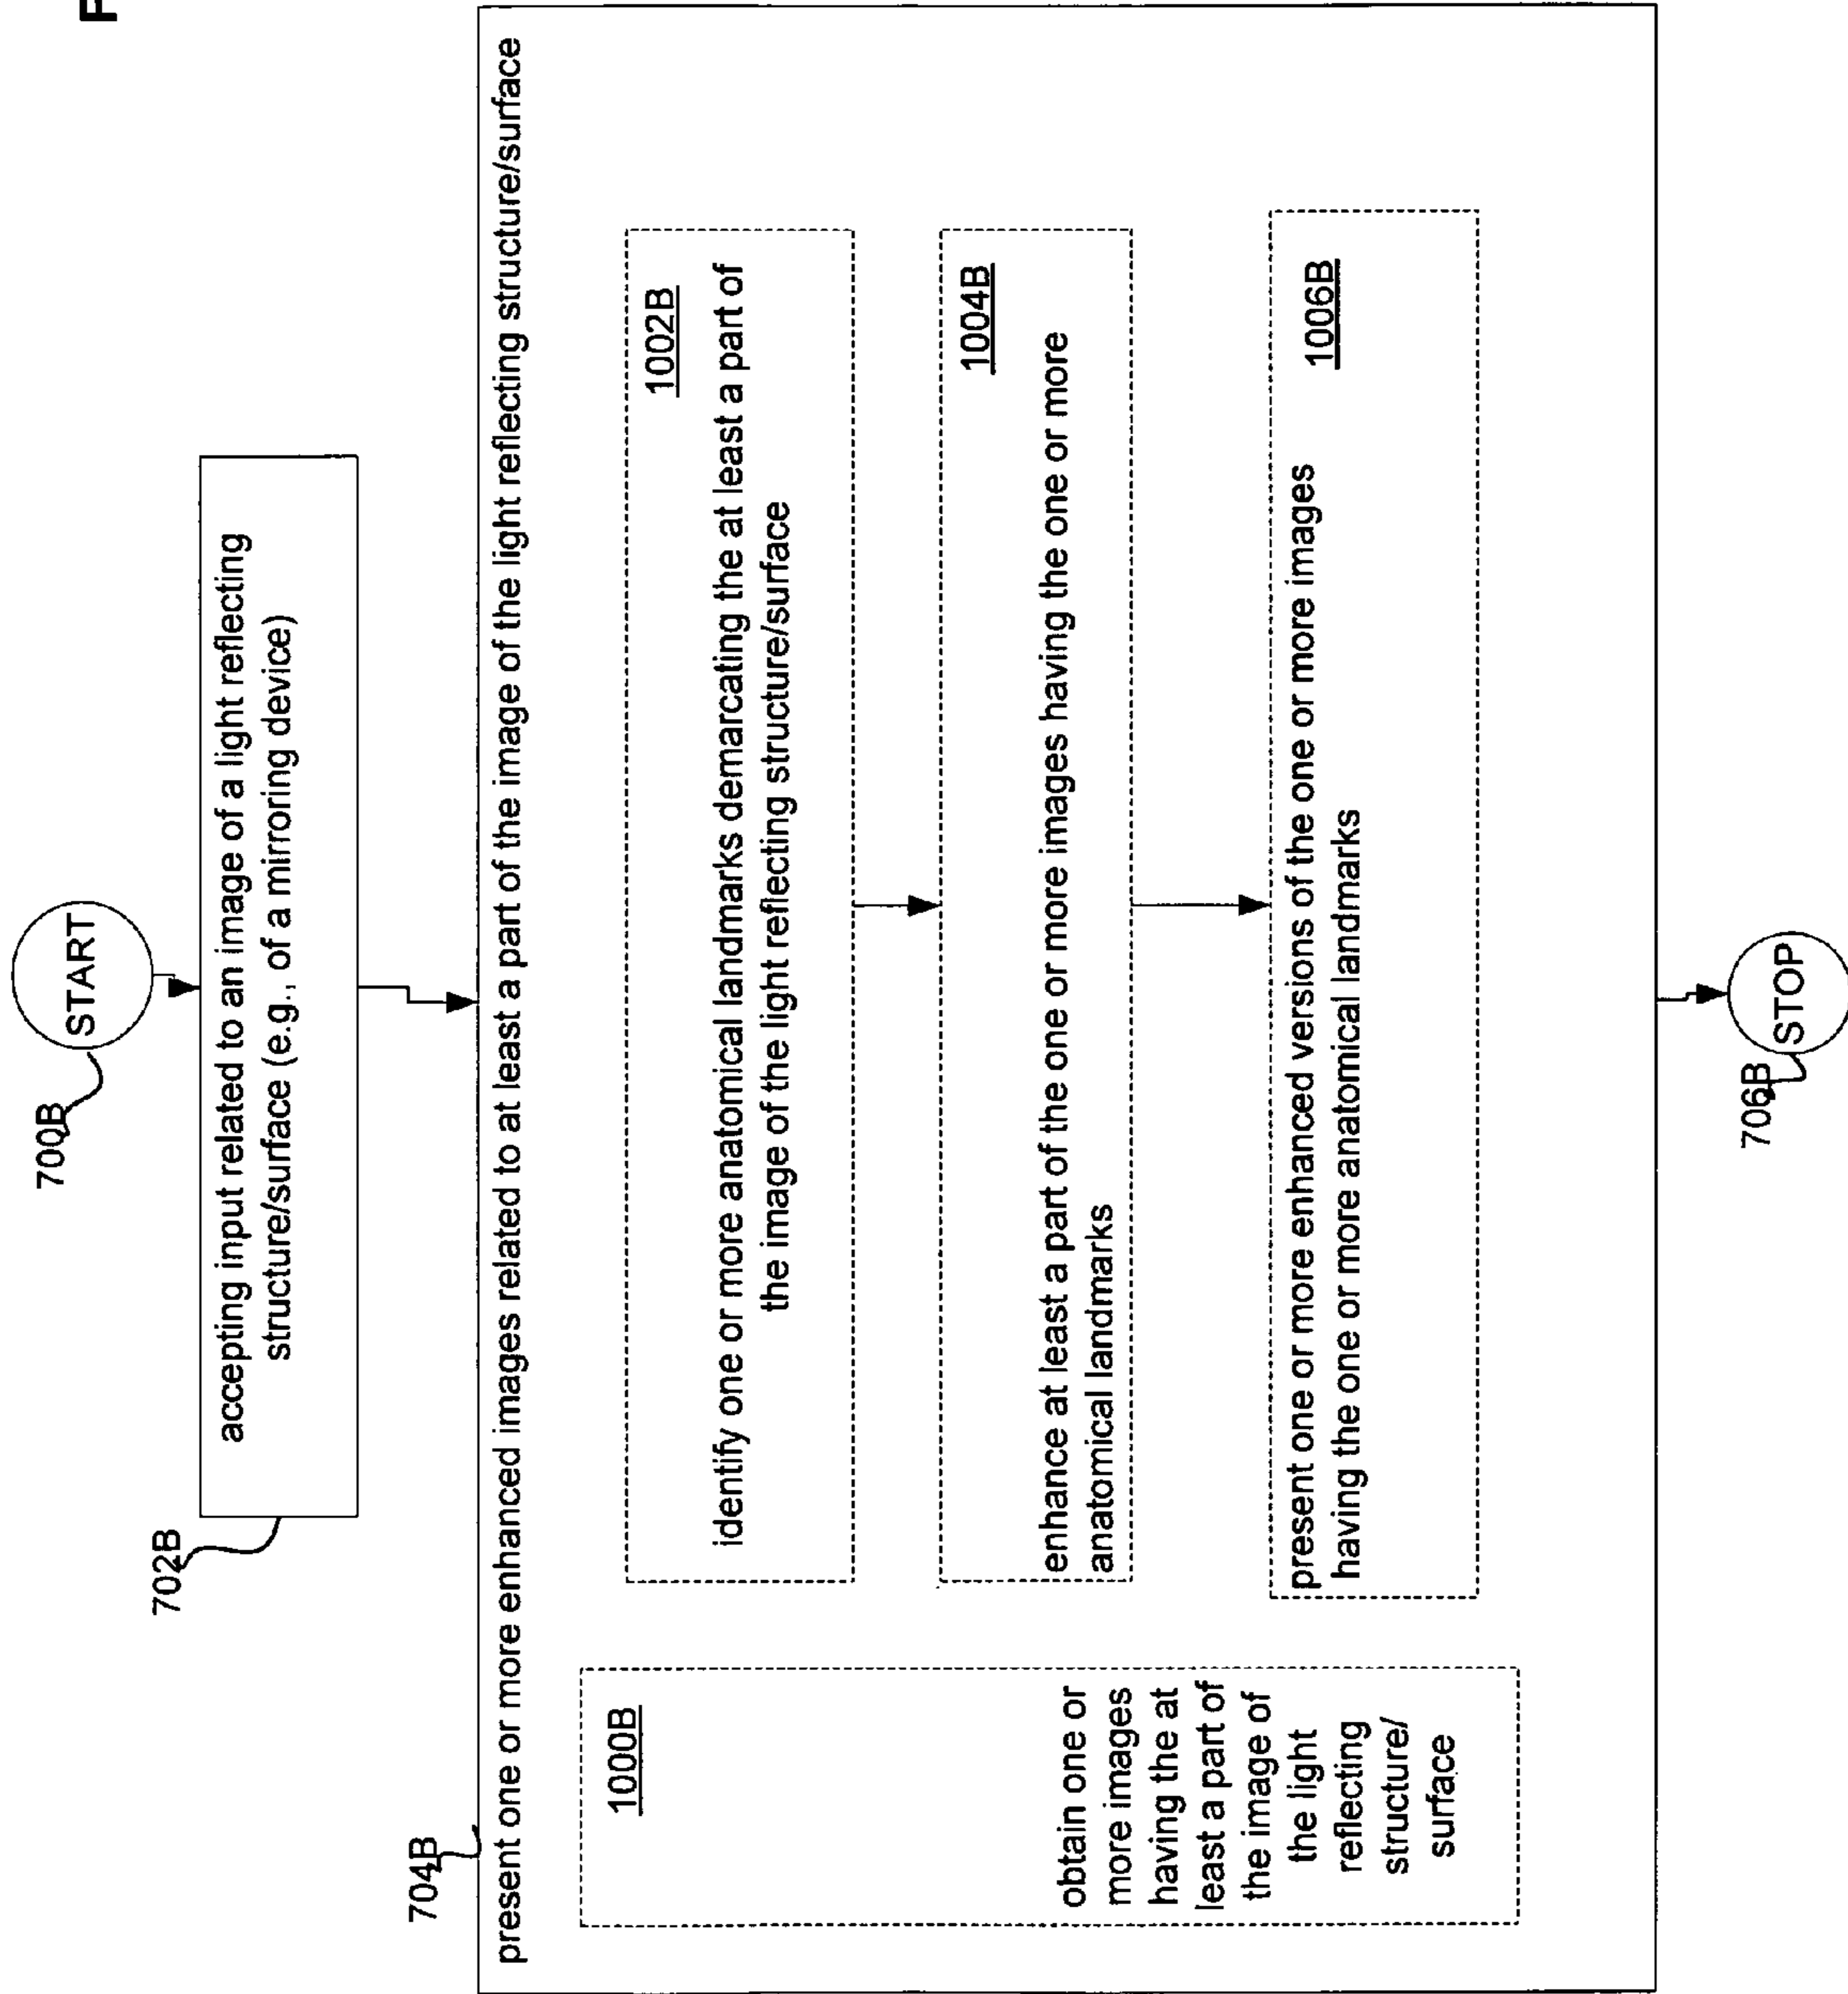 F
START
700B
accepting input related to an image of a light reflecting
structure/surface (e.g., of a mirroring device)
702B
present one or more enhanced images related to at least a part of the image of the light reflecting structure/surface
704B
1000B
obtain one or
more images
having the at
least a part of
the image of
the light
reflecting
structure/
surface
1002B
identify one or more anatomical landmarks demarcating the at least a part of
the image of the light reflecting structure/surface
1004B
enhance at least a part of the one or more images having the one or more
anatomical landmarks
1006B
present one or more enhanced versions of the one or more images
having the one or more anatomical landmarks
STOP
706B